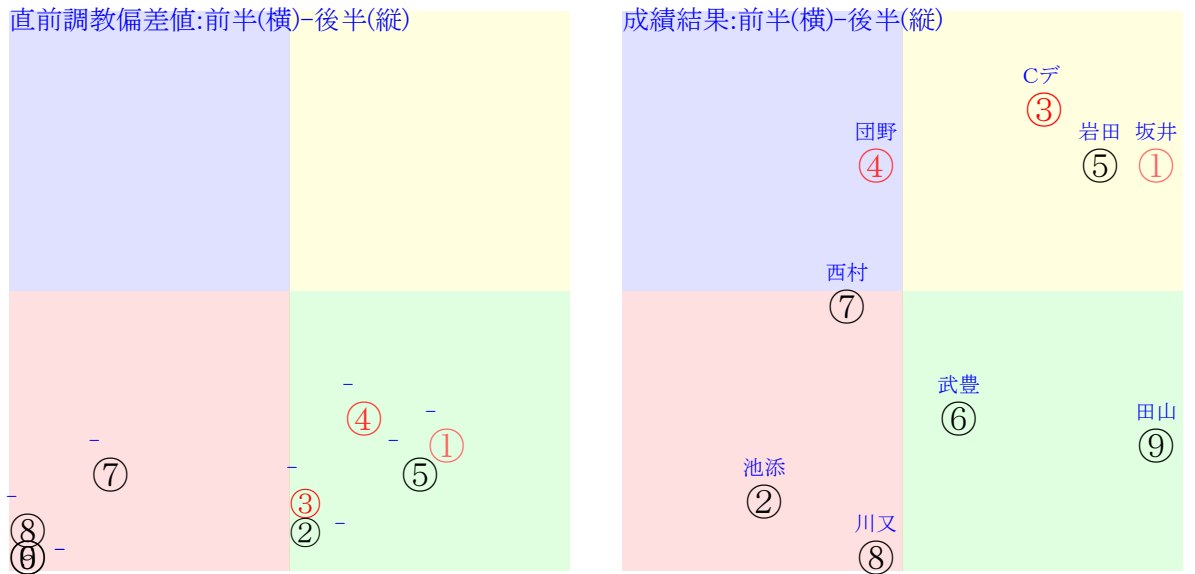 直前調教偏差値:前半(横)-後半(縦)
④
①
⑦
⑤
③
②
⑧
⑨
成績結果:前半(横)-後半(縦)
Cデ
③
団野
④
岩田
⑤
坂井
①
西村
⑦
武豊
⑥
田山
⑨
池添
②
川又
⑧